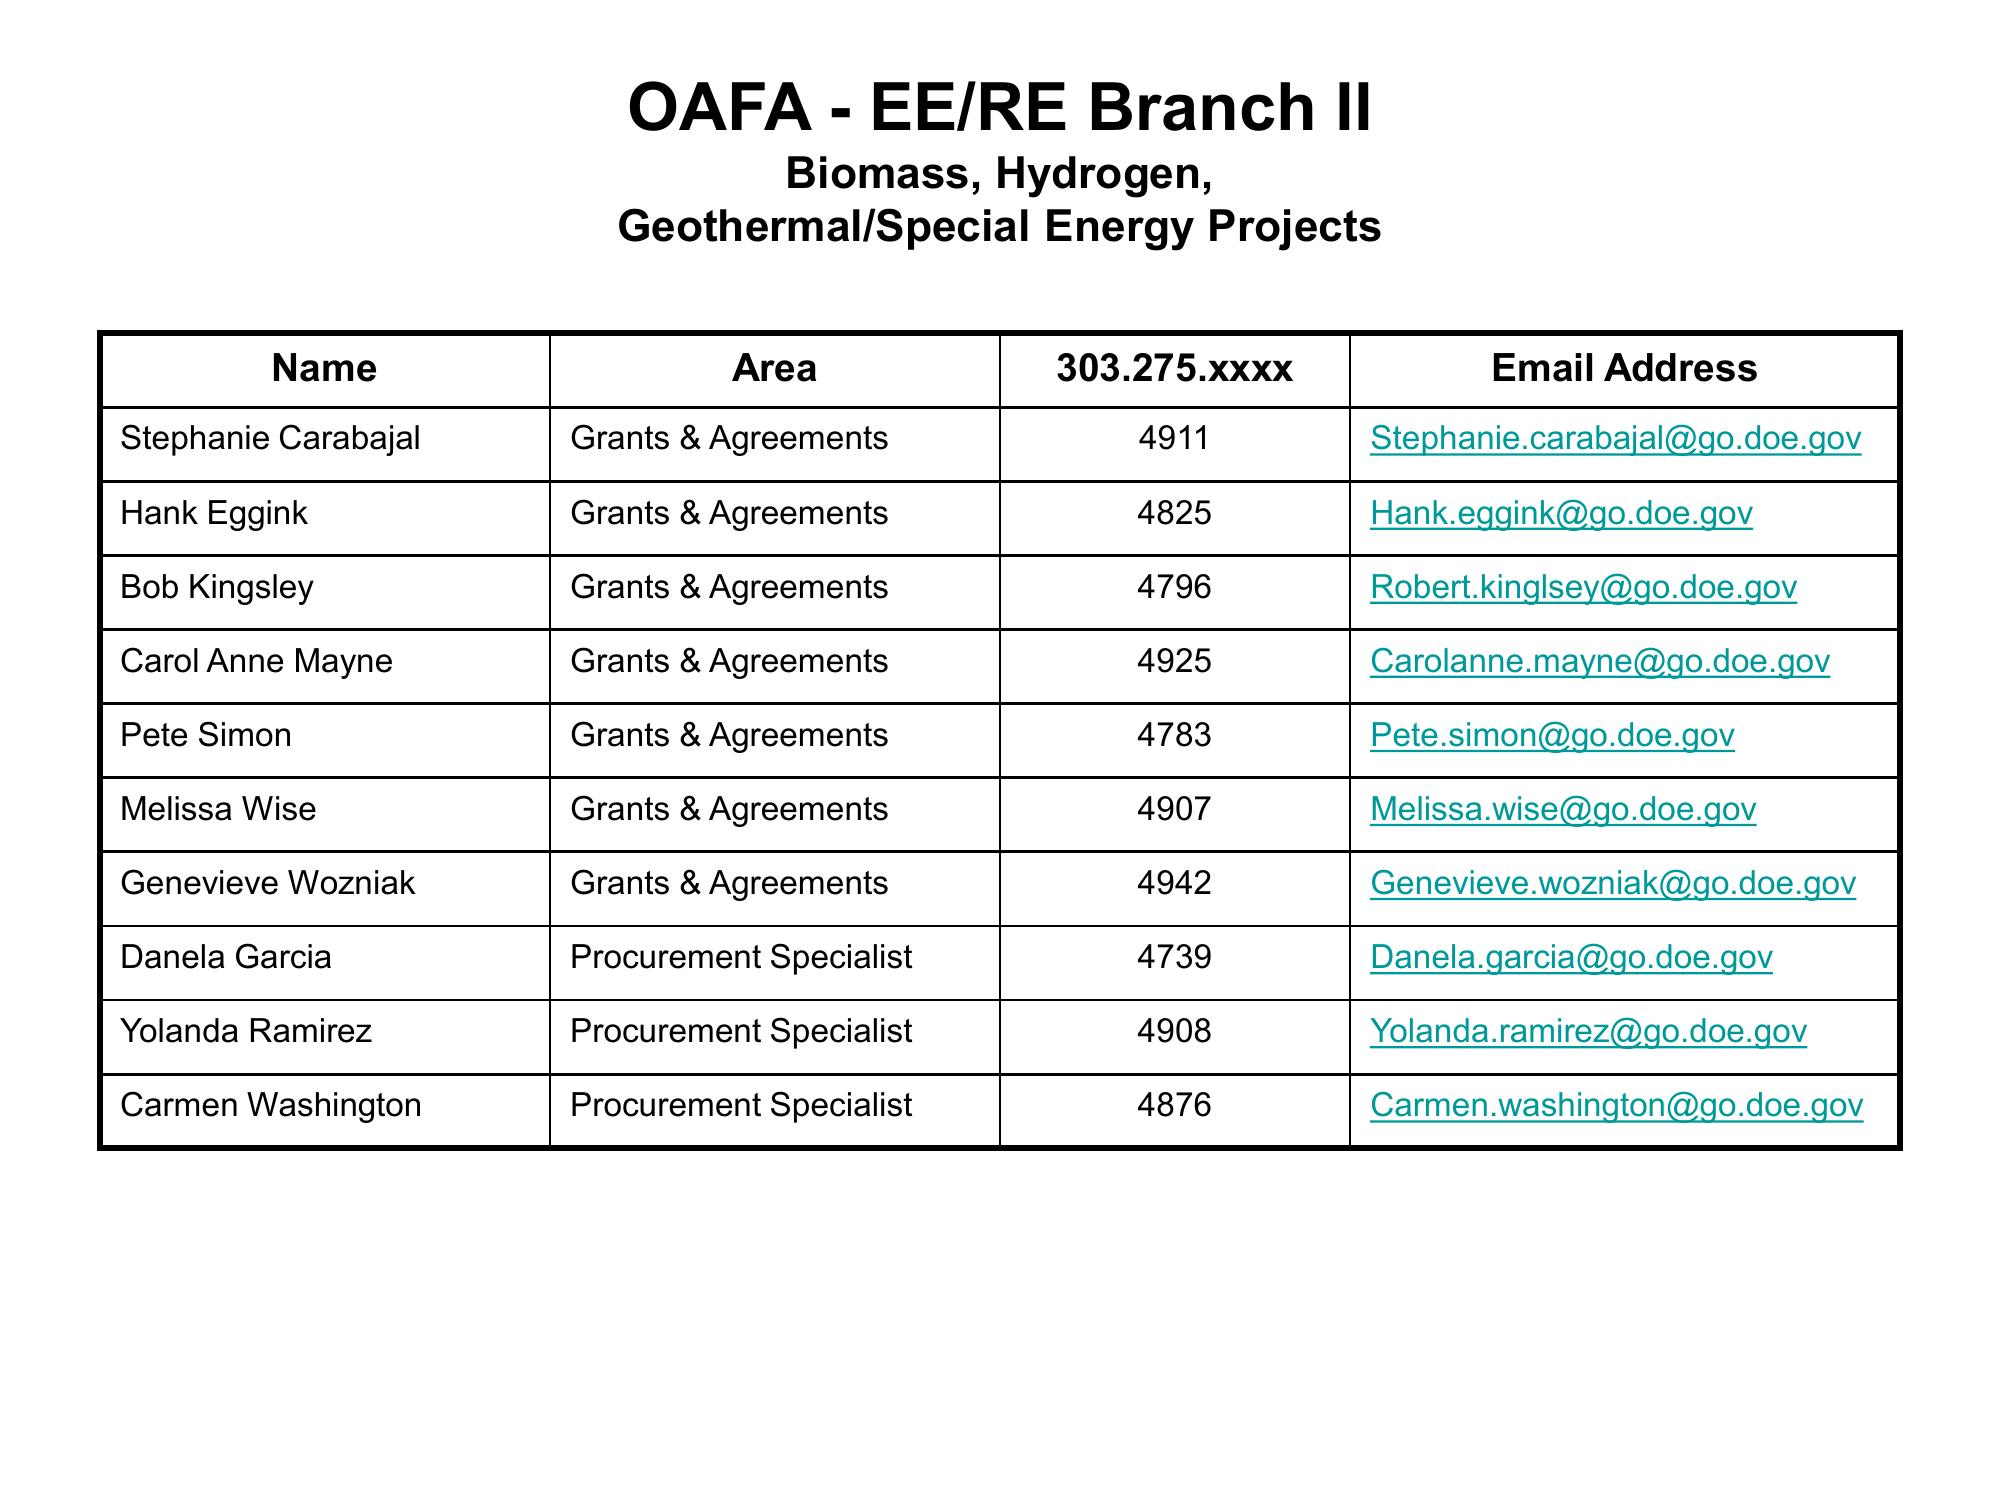 OAFA - EE/RE Branch II
Biomass, Hydrogen,
Geothermal/Special Energy Projects
Name Area 303.275.xxxx Email Address
Stephanie Carabajal Grants & Agreements 4911 Stephanie.carabajal@go.doe.gov
Hank Eggink Grants & Agreements 4825 Hank.eggink@go.doe.gov
Bob Kingsley Grants & Agreements 4796 Robert.kinglsey@go.doe.gov
Carol Anne Mayne Grants & Agreements 4925 Carolanne.mayne@go.doe.gov
Pete Simon Grants & Agreements 4783 Pete.simon@go.doe.gov
Melissa Wise Grants & Agreements 4907 Melissa.wise@go.doe.gov
Genevieve Wozniak Grants & Agreements 4942 Genevieve.wozniak@go.doe.gov
Danela Garcia Procurement Specialist 4739 Danela.garcia@go.doe.gov
Yolanda Ramirez Procurement Specialist 4908 Yolanda.ramirez@go.doe.gov
Carmen Washington Procurement Specialist 4876 Carmen.washington@go.doe.gov